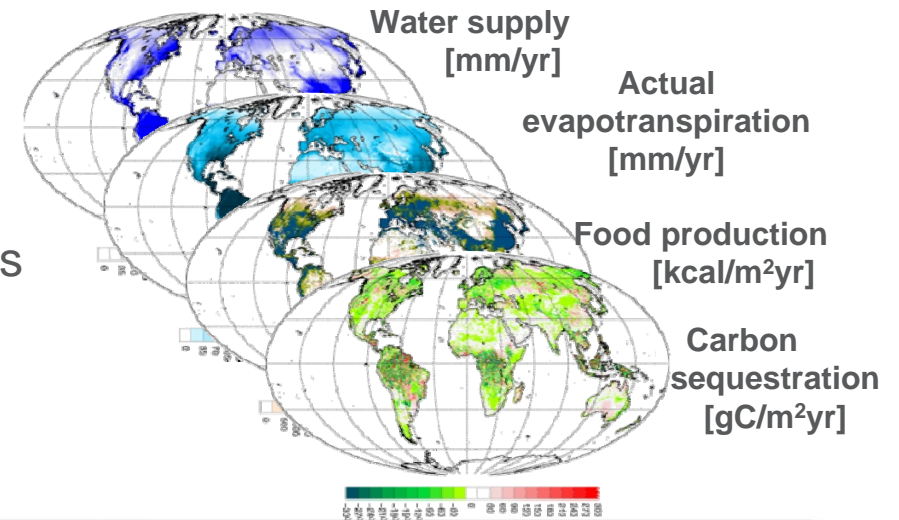 Water supply
[mm/yr]
Actual
evapotranspiration
[mm/yr]
Food production
[kcal/m²yr]
s
Carbon
sequestration
[gC/m²yr]